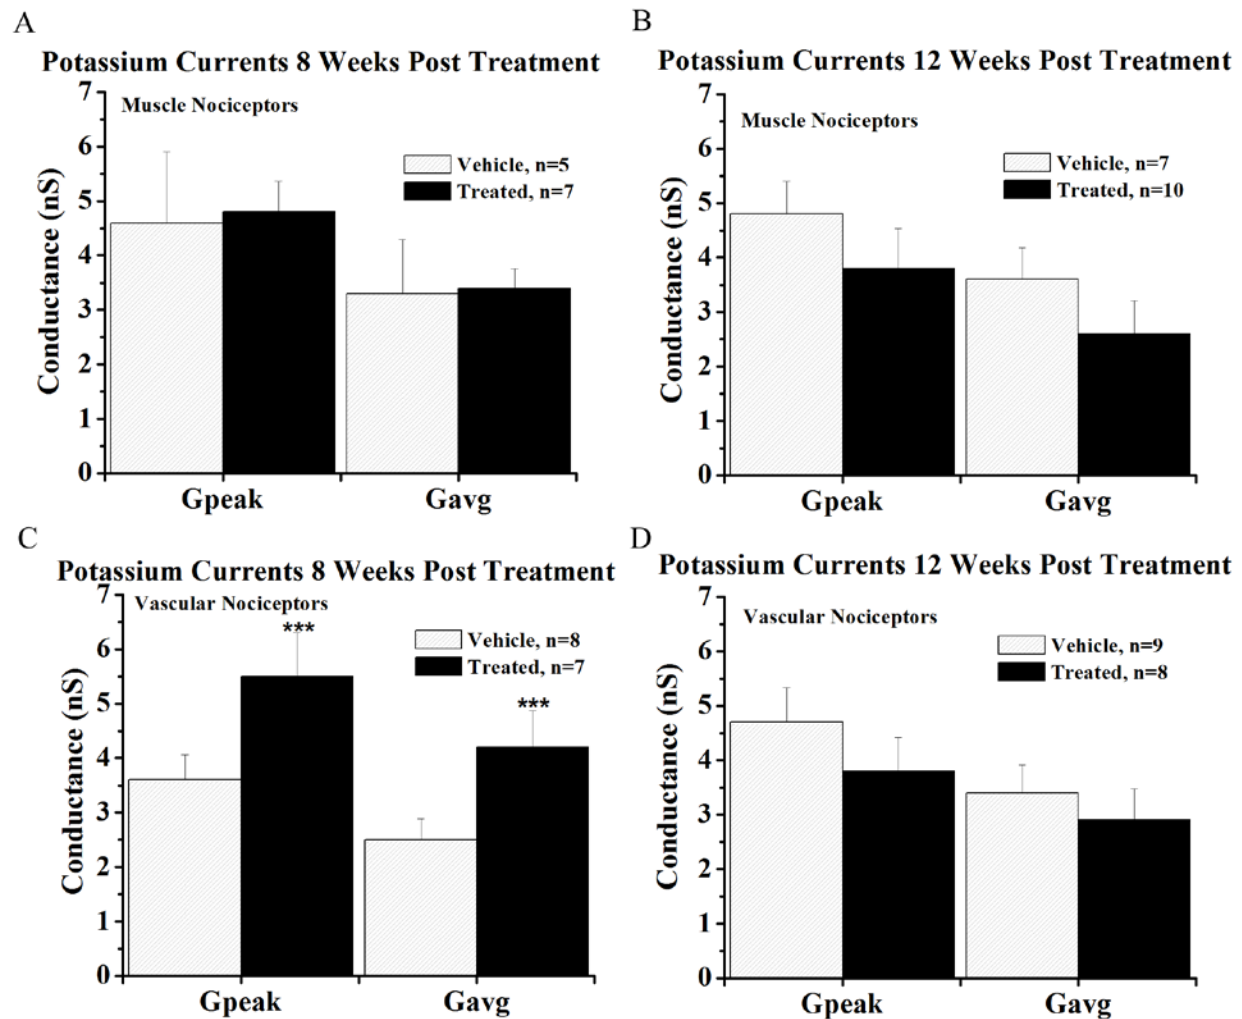 A
Potassium Currents 8 Weeks Post Treatment
Muscle Nociceptors
Vehicle, n=5
Treated, n=7
Conductance (nS)
7
6
5
4
3
2
1
0
Gpeak
Gavg
B
Potassium Currents 12 Weeks Post Treatment
Muscle Nociceptors
Vehicle, n=7
Treated, n=10
Conductance (nS)
7
6
5
4
3
2
1
0
Gpeak
Gavg
C
Potassium Currents 8 Weeks Post Treatment
Vascular Nociceptors
***
***
Vehicle, n=8
Treated, n=7
Conductance (nS)
7
6
5
4
3
2
1
0
Gpeak
Gavg
D
Potassium Currents 12 Weeks Post Treatment
Vascular Nociceptors
Vehicle, n=9
Treated, n=8
Conductance (nS)
7
6
5
4
3
2
1
0
Gpeak
Gavg